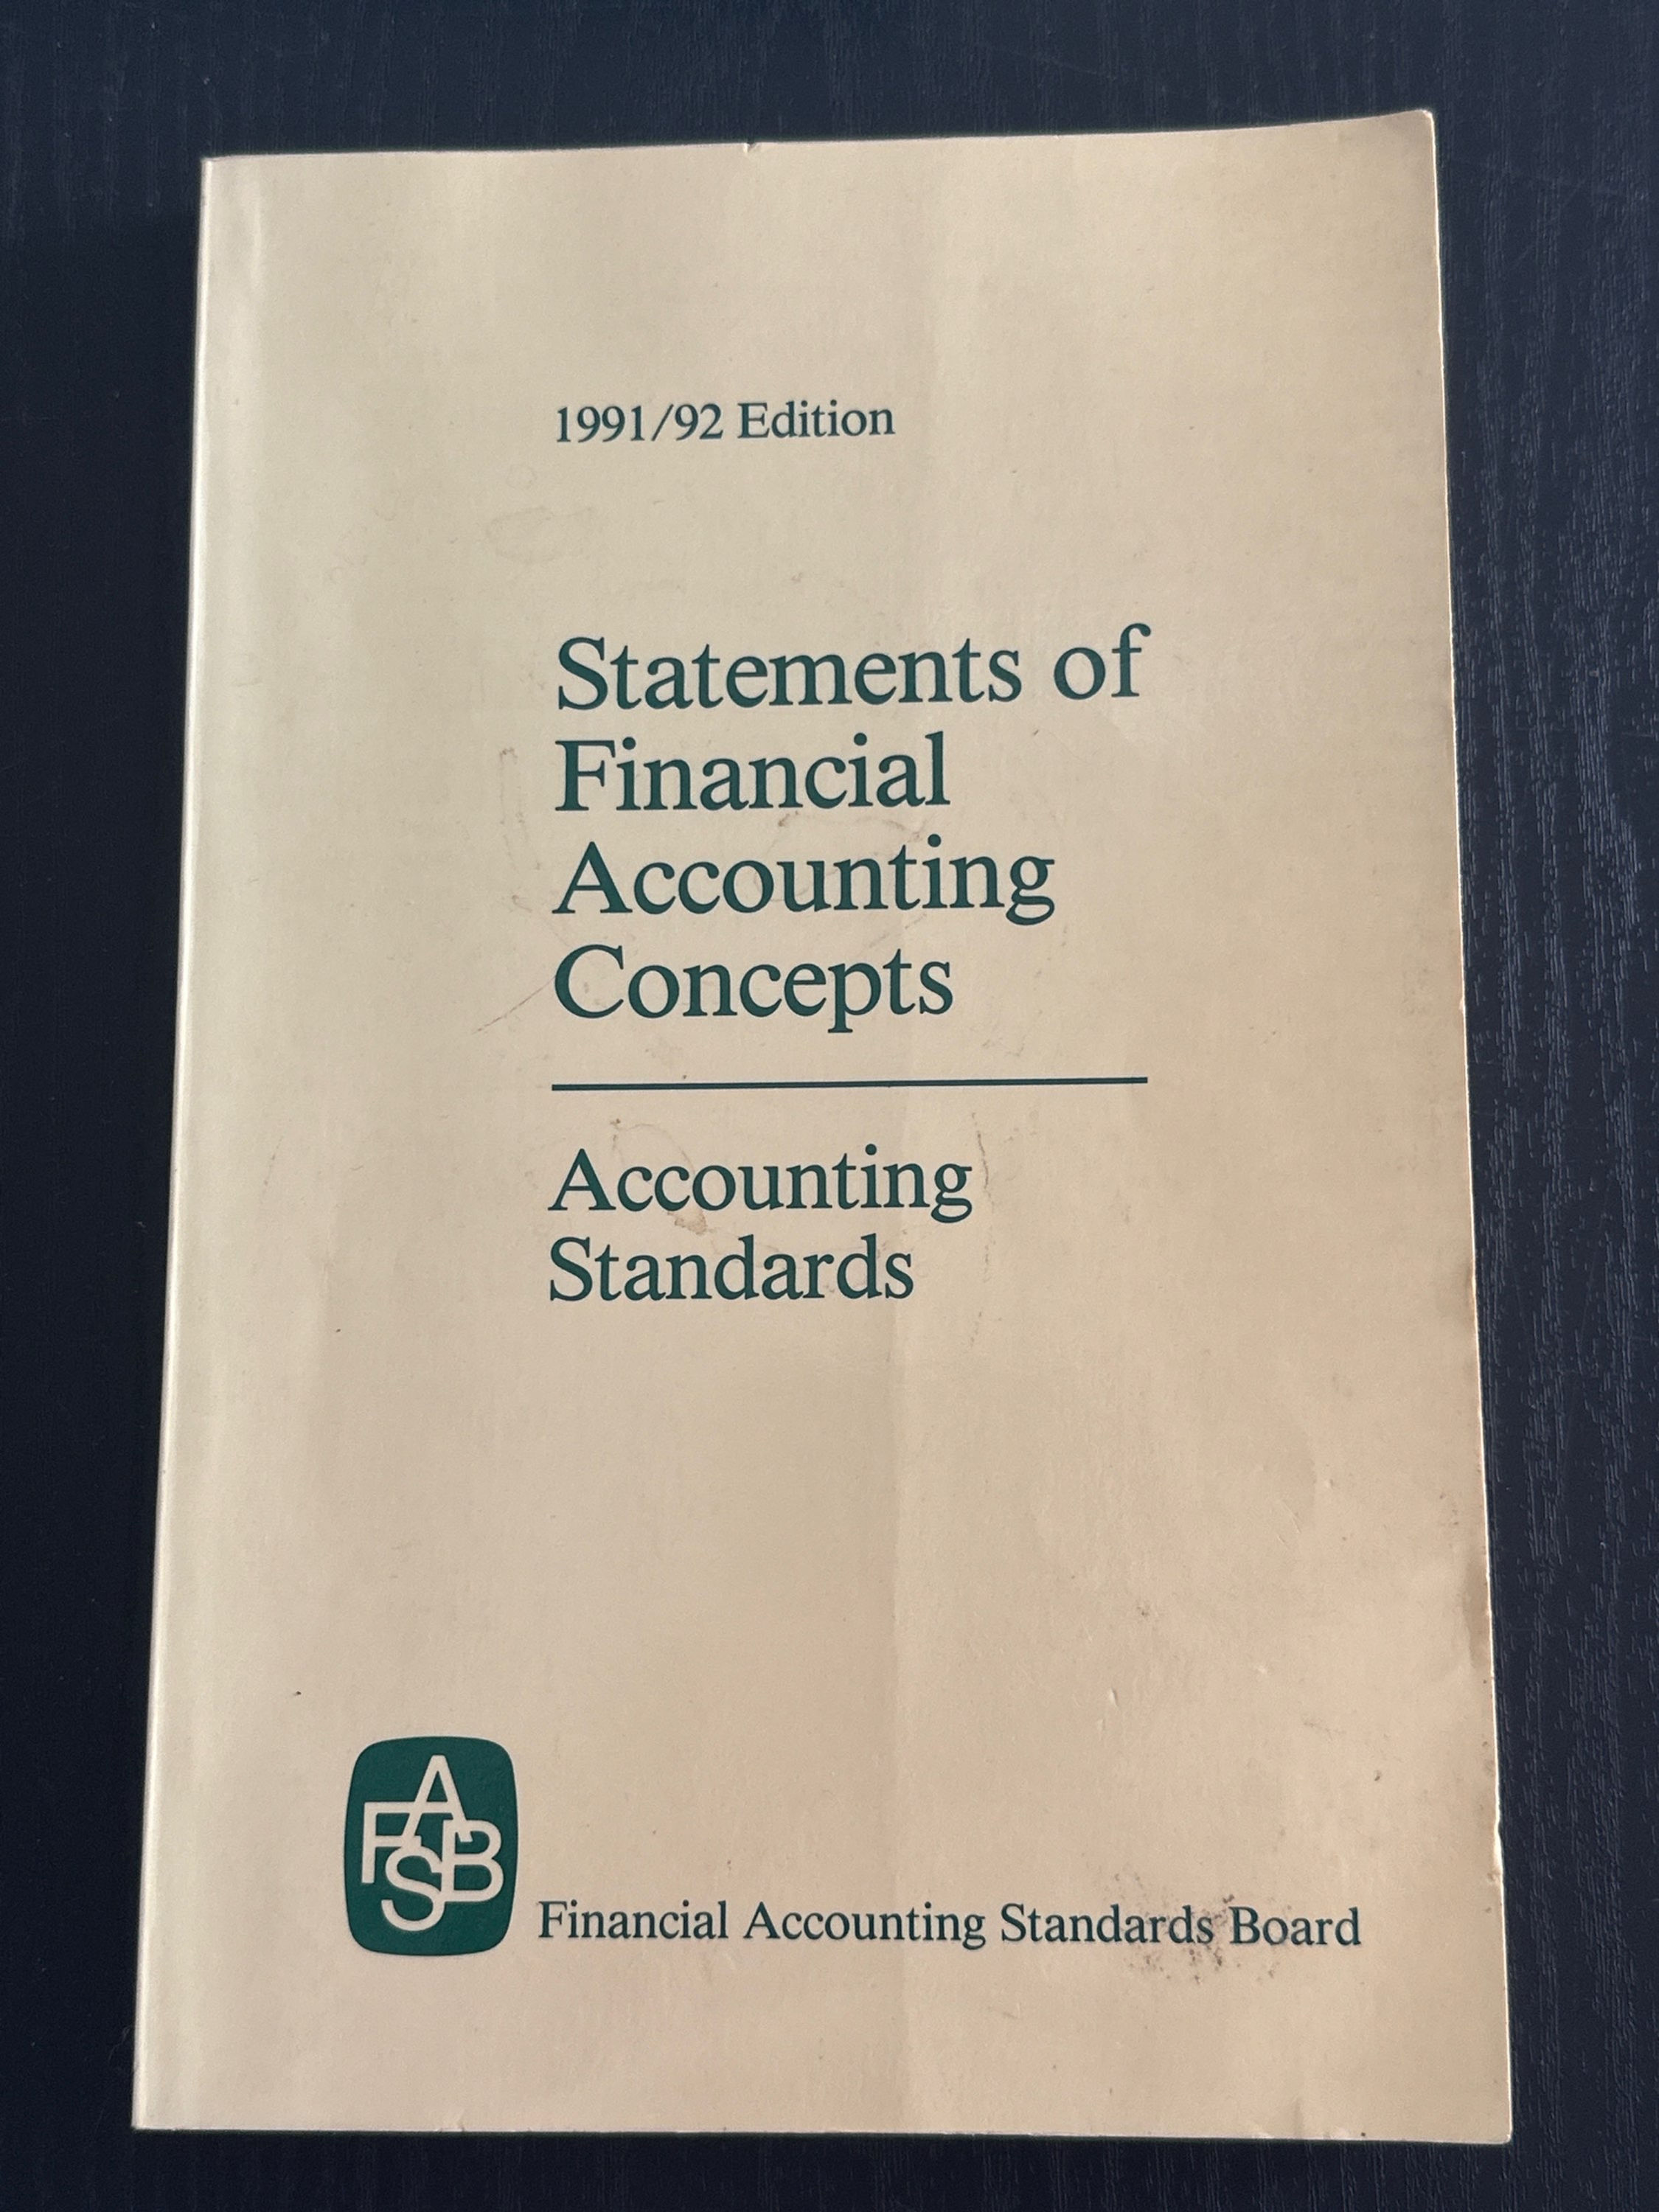 1991/92 Edition
Statements of
Financial
Accounting
Concepts
Accounting
Standards
FASB
Financial Accounting Standards Board